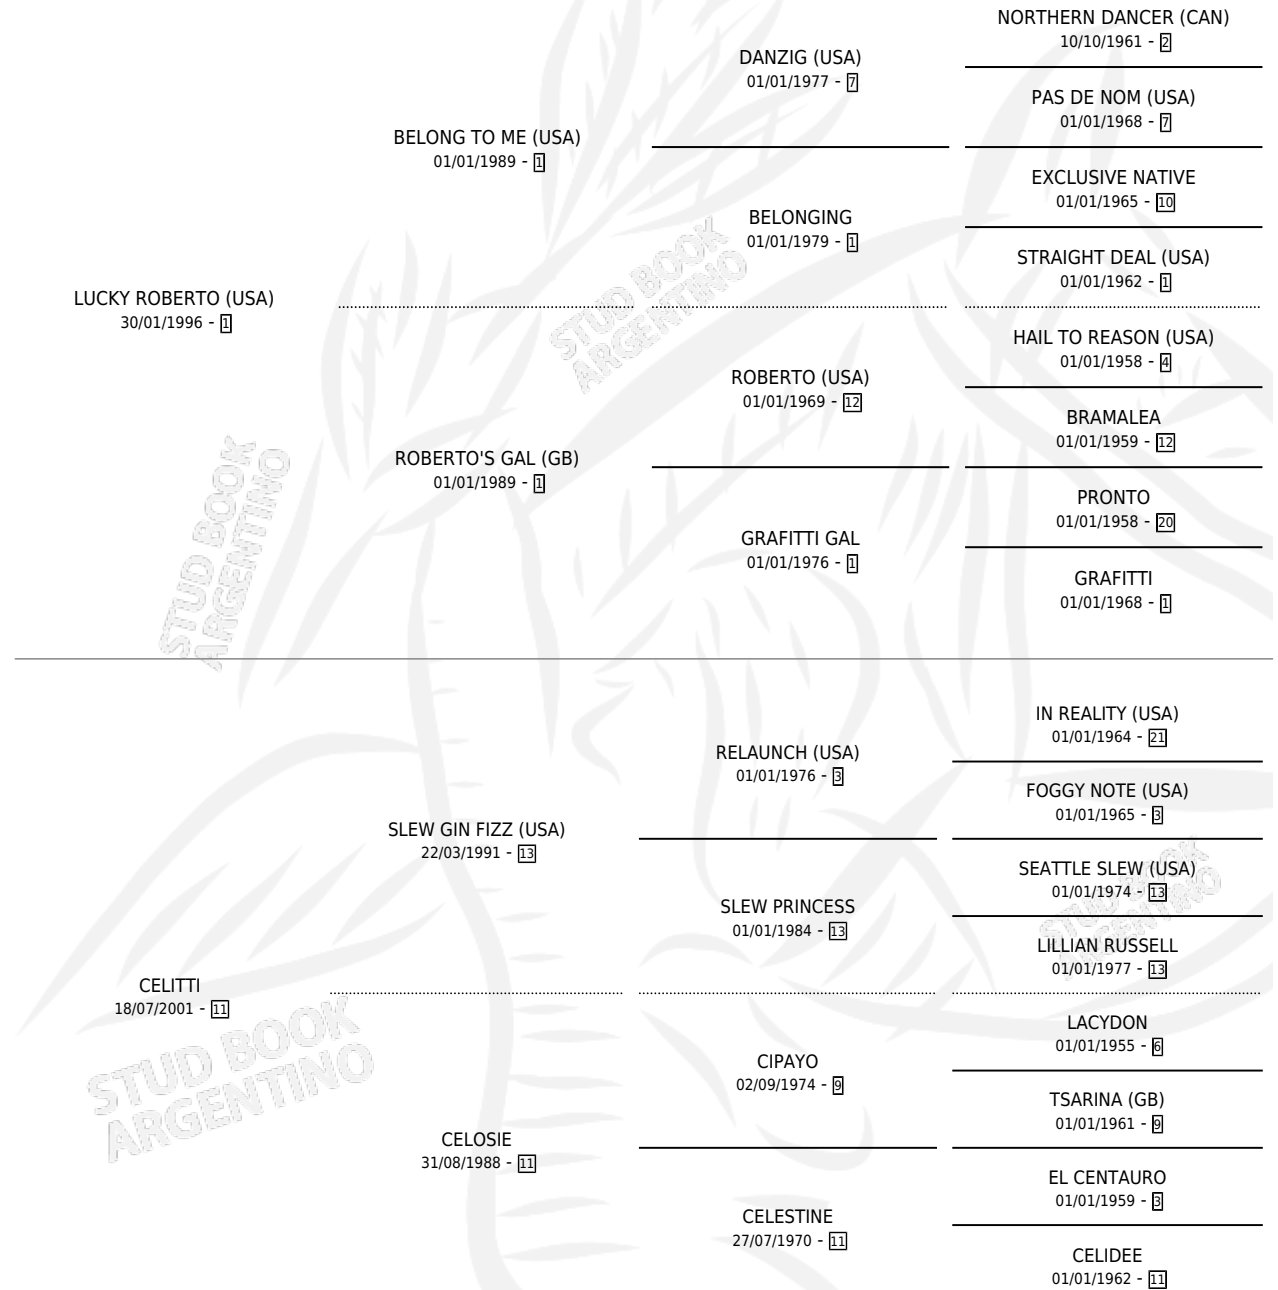 NORTHERN DANCER (CAN)
10/10/1961 - 2
DANZIG (USA)
01/01/1977 - 7
PAS DE NOM (USA)
01/01/1968 - 7
BELONG TO ME (USA)
01/01/1989 - 1
EXCLUSIVE NATIVE
01/01/1965 - 10
BELONGING
01/01/1979 - 1
STRAIGHT DEAL (USA)
01/01/1962 - 1
LUCKY ROBERTO (USA)
30/01/1996 - 1
HAIL TO REASON (USA)
01/01/1958 - 4
ROBERTO (USA)
01/01/1969 - 12
BRAMALEA
01/01/1959 - 12
ROBERTO'S GAL (GB)
01/01/1989 - 1
PRONTO
01/01/1958 - 20
GRAFITTI GAL
01/01/1976 - 1
GRAFITTI
01/01/1968 - 1
STUD BOOK
ARGENTINO
STUD BOOK
ARGENTINO
IN REALITY (USA)
01/01/1964 - 21
RELAUNCH (USA)
01/01/1976 - 3
FOGGY NOTE (USA)
01/01/1965 - 3
SLEW GIN FIZZ (USA)
22/03/1991 - 13
SEATTLE SLEW (USA)
01/01/1974 - 13
SLEW PRINCESS
01/01/1984 - 13
LILLIAN RUSSELL
01/01/1977 - 13
STUD BOOK
ARGENTINO
CELITTI
18/07/2001 - 11
LACYDON
01/01/1955 - 6
CIPAYO
02/09/1974 - 9
TSARINA (GB)
01/01/1961 - 9
CELOSIE
31/08/1988 - 11
EL CENTAURO
01/01/1959 - 3
CELESTINE
27/07/1970 - 11
CELIDEE
01/01/1962 - 11
STUD BOOK
ARGENTINO